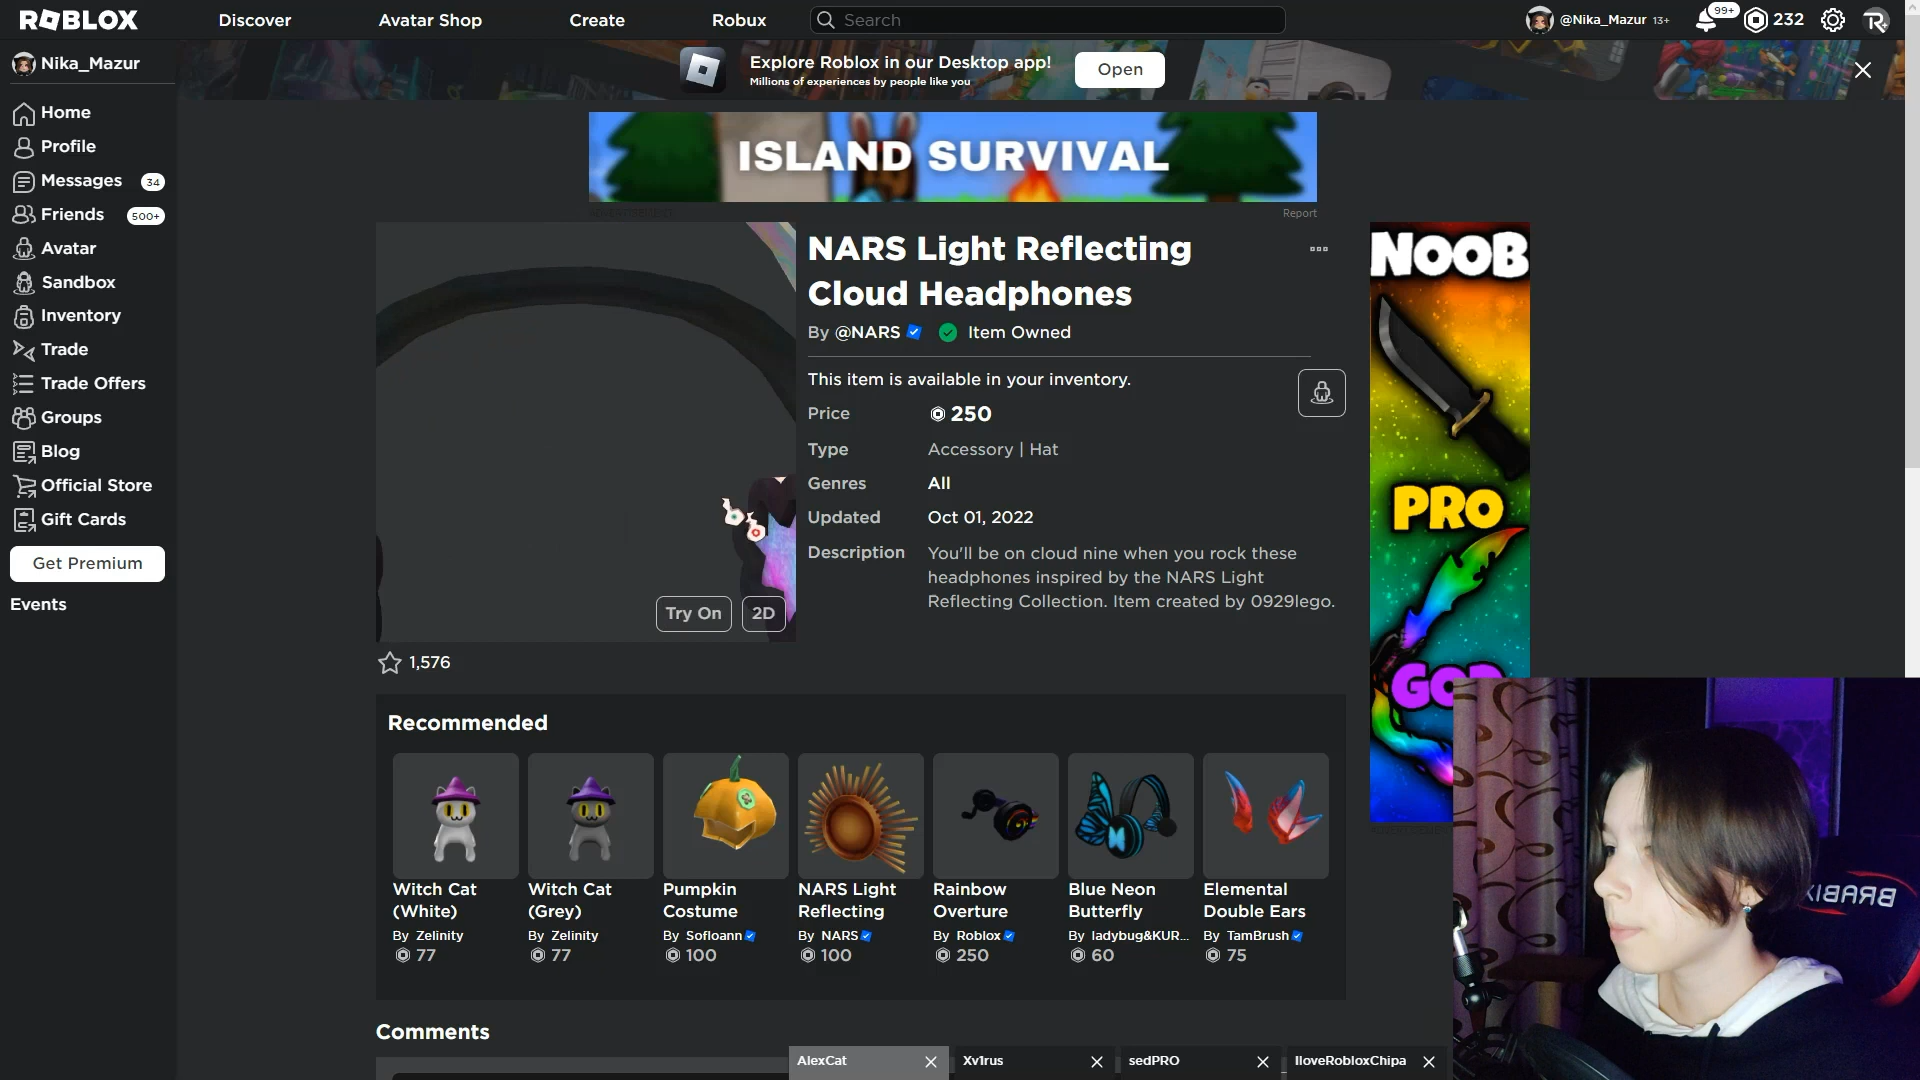 ROBLOX
Discover
Avatar Shop
Create
Robux
Search
@Nika_Mazur 13+
99+
232
Nika_Mazur
Explore Roblox in our Desktop app!
Millions of experiences by people like you
Open
Home
Profile
Messages 34
Friends 500+
Avatar
Sandbox
Inventory
Trade
Trade Offers
Groups
Blog
Official Store
Gift Cards
Get Premium
Events
ISLAND SURVIVAL
ADVERTISEMENT
Report
NARS Light Reflecting
Cloud Headphones
By @NARS
Item Owned
This item is available in your inventory.
Price 250
Type Accessory | Hat
Genres All
Updated Oct 01, 2022
Description You'll be on cloud nine when you rock these
headphones inspired by the NARS Light
Reflecting Collection. Item created by 0929lego.
Try On
2D
1,576
NOOB
PRO
GOD
Recommended
Witch Cat
(White)
By Zelinity
77
Witch Cat
(Grey)
By Zelinity
77
Pumpkin
Costume
By Sofloann
100
NARS Light
Reflecting
By NARS
100
Rainbow
Overture
By Roblox
250
Blue Neon
Butterfly
By ladybug&KUR...
60
Elemental
Double Ears
By TamBrush
75
Comments
AlexCat
Xv1rus
sedPRO
IloveRobloxChipa